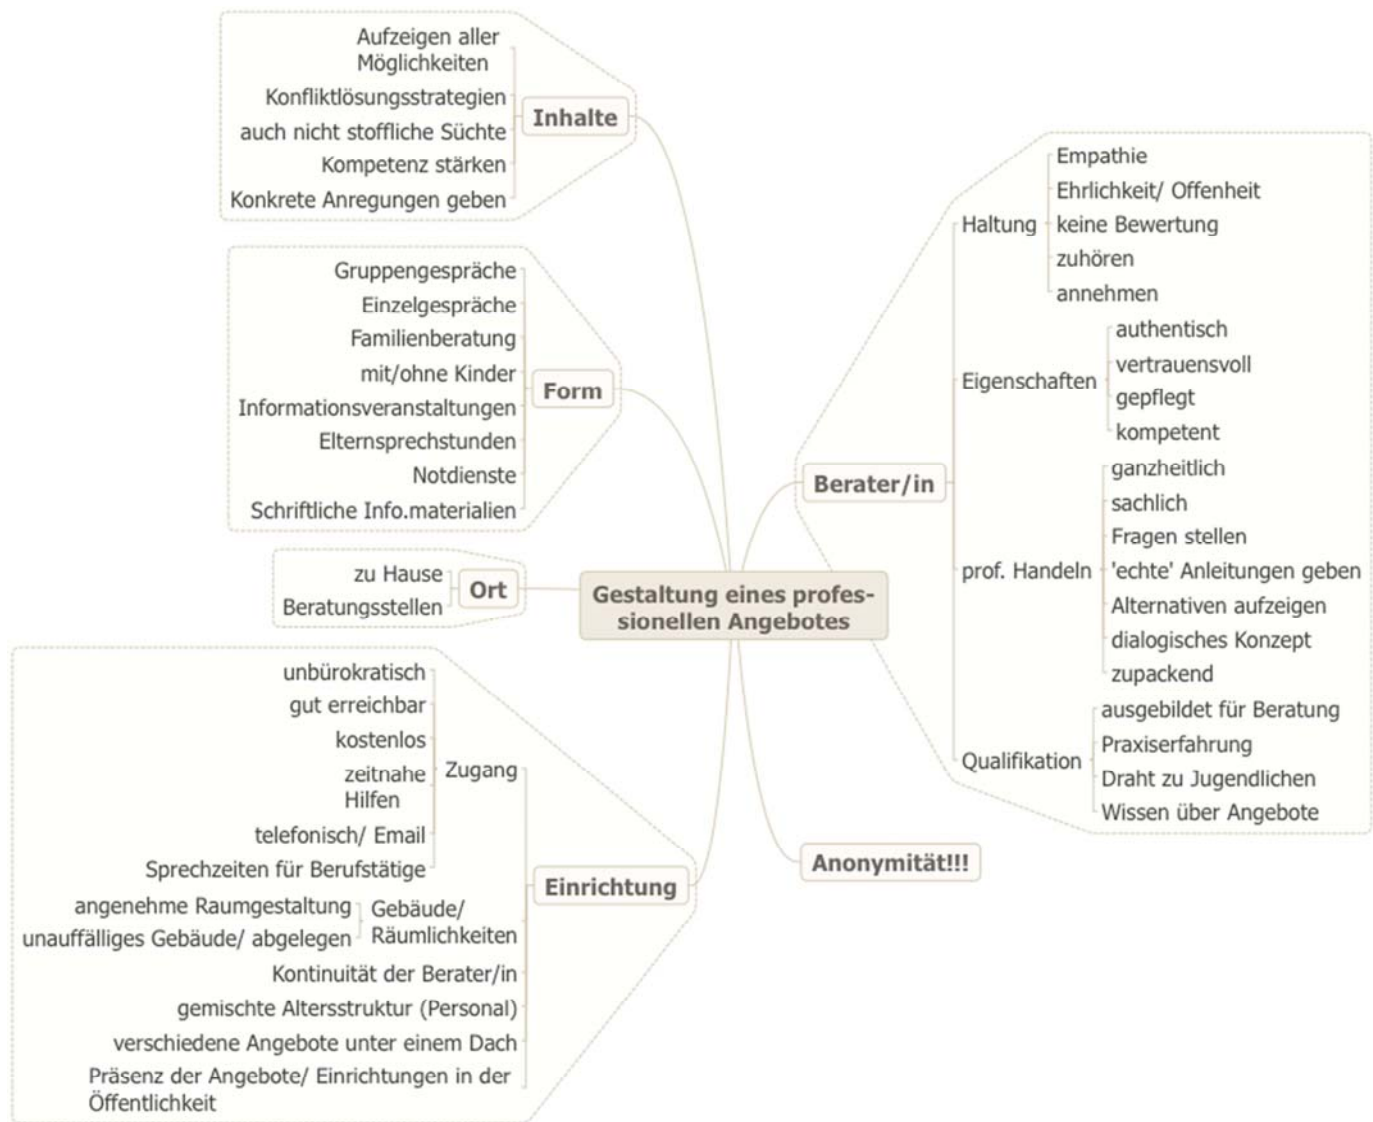 Aufzeigen aller
Möglichkeiten
Konfliktlösungsstrategien
auch nicht stoffliche Süchte
Kompetenz stärken
Konkrete Anregungen geben
Inhalte
Gruppengespräche
Einzelgespräche
Familienberatung
mit/ohne Kinder
Informationsveranstaltungen
Elternsprechstunden
Notdienste
Schriftliche Info.materialien
Form
zu Hause
Beratungsstellen
Ort
unbürokratisch
gut erreichbar
kostenlos
zeitnahe
Hilfen
telefonisch/ Email
Sprechzeiten für Berufstätige
Zugang
angenehme Raumgestaltung
unauffälliges Gebäude/ abgelegen
Gebäude/
Räumlichkeiten
Kontinuität der Berater/in
gemischte Altersstruktur (Personal)
verschiedene Angebote unter einem Dach
Präsenz der Angebote/ Einrichtungen in der
Öffentlichkeit
Einrichtung
Gestaltung eines profes-
sionellen Angebotes
Berater/in
Haltung
Empathie
Ehrlichkeit/ Offenheit
keine Bewertung
zuhören
annehmen
Eigenschaften
authentisch
vertrauensvoll
gepflegt
kompetent
prof. Handeln
ganzheitlich
sachlich
Fragen stellen
'echte' Anleitungen geben
Alternativen aufzeigen
dialogisches Konzept
zupackend
Qualifikation
ausgebildet für Beratung
Praxiserfahrung
Draht zu Jugendlichen
Wissen über Angebote
Anonymität!!!